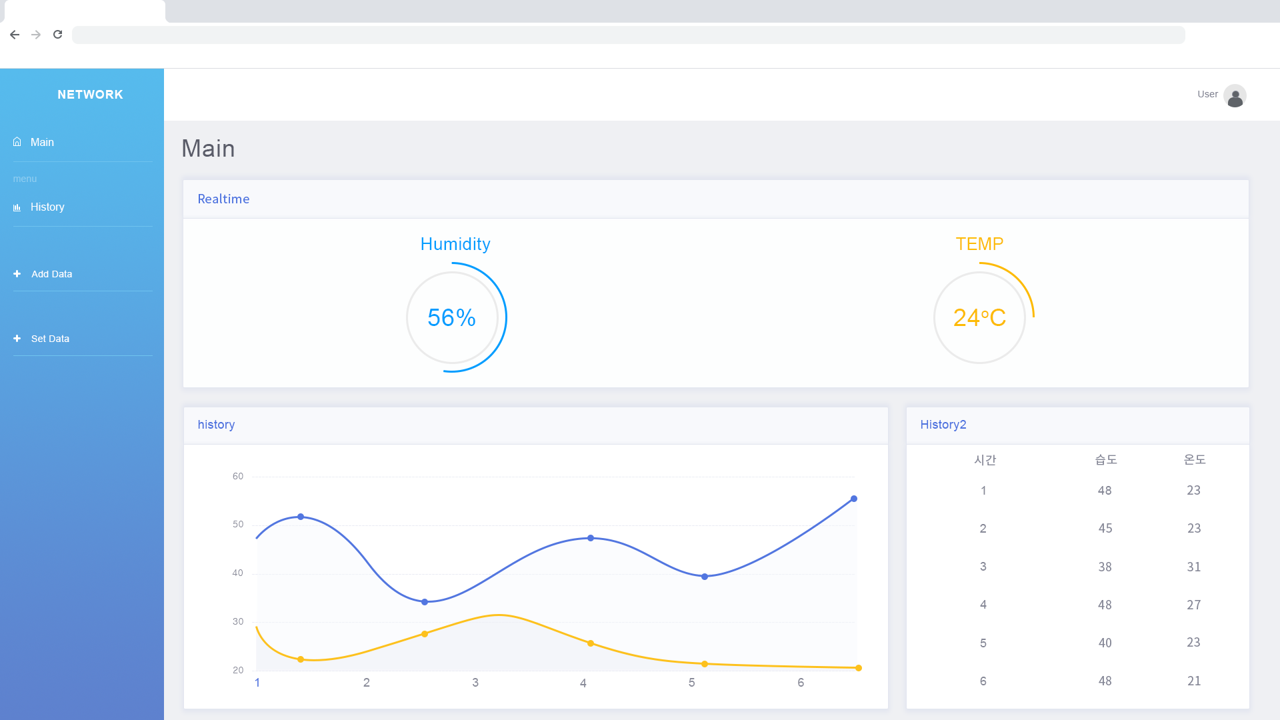 NETWORK
User
Main
menu
History
Add Data
Set Data
Main
Realtime
Humidity
56%
TEMP
24°C
history
60
50
40
30
20
1 2 3 4 5 6
History2
시간 습도 온도
1 48 23
2 45 23
3 38 31
4 48 27
5 40 23
6 48 21